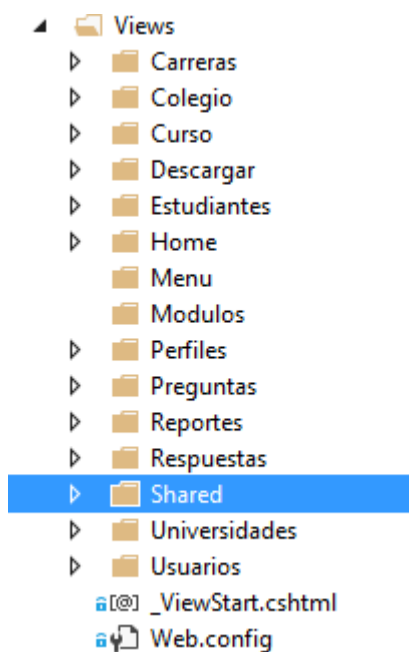 Views
Carreras
Colegio
Curso
Descargar
Estudiantes
Home
Menu
Modulos
Perfiles
Preguntas
Reportes
Respuestas
Shared
Universidades
Usuarios
[@] _ViewStart.cshtml
Web.config